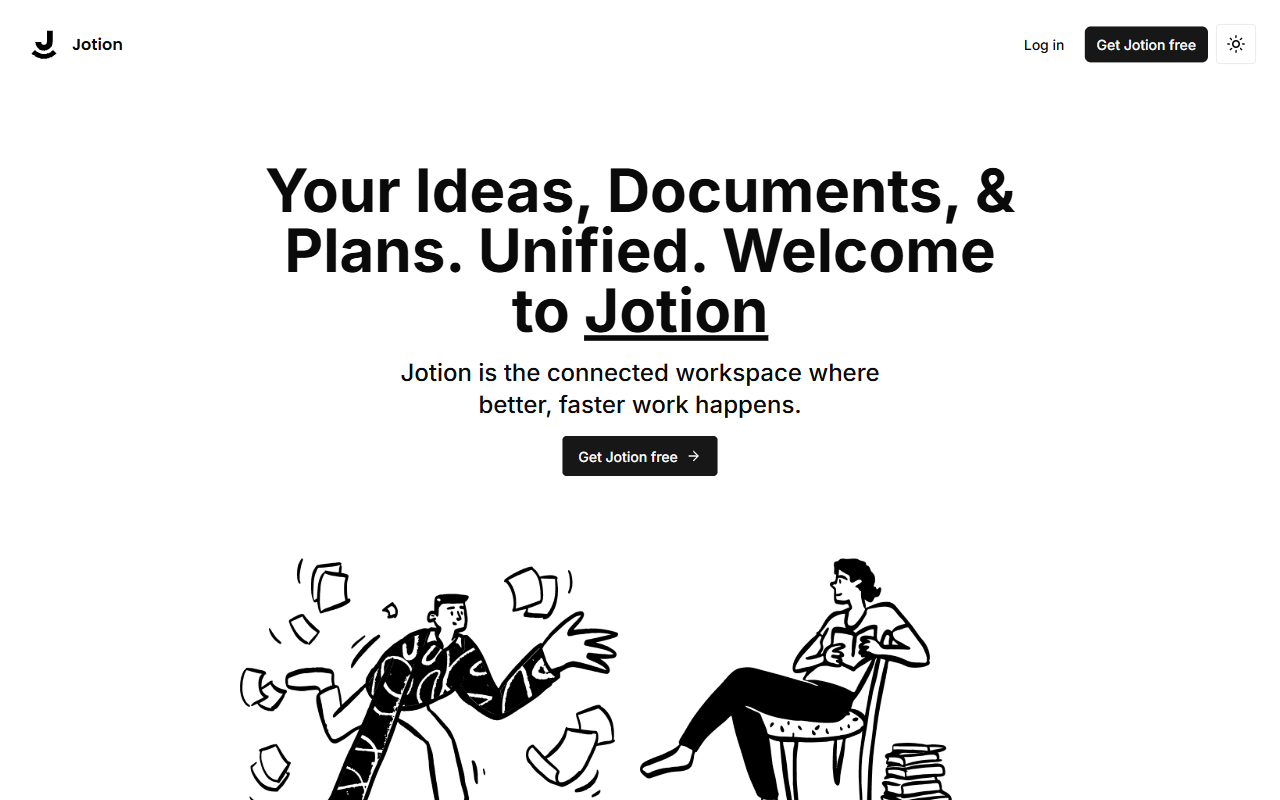 Jotion
Log in
Get Jotion free
Your Ideas, Documents, &
Plans. Unified. Welcome
to Jotion
Jotion is the connected workspace where
better, faster work happens.
Get Jotion free